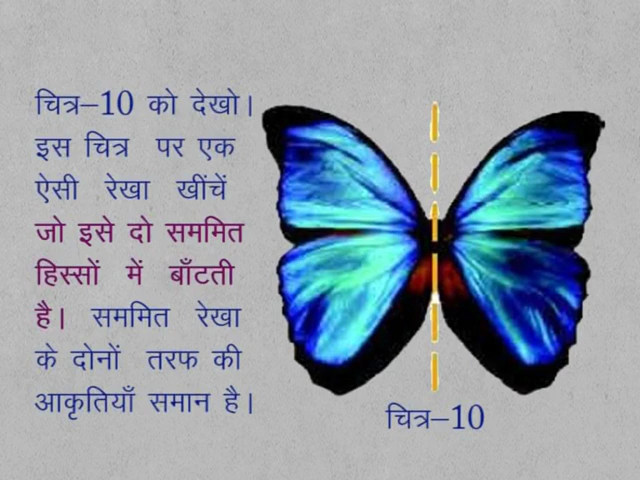 चित्र–10 को देखो।
इस चित्र पर एक
ऐसी रेखा खींचें
जो इसे दो सममित
हिस्सों में बाँटती
है। सममित रेखा
के दोनों तरफ की
आकृतियाँ समान है।
चित्र–10